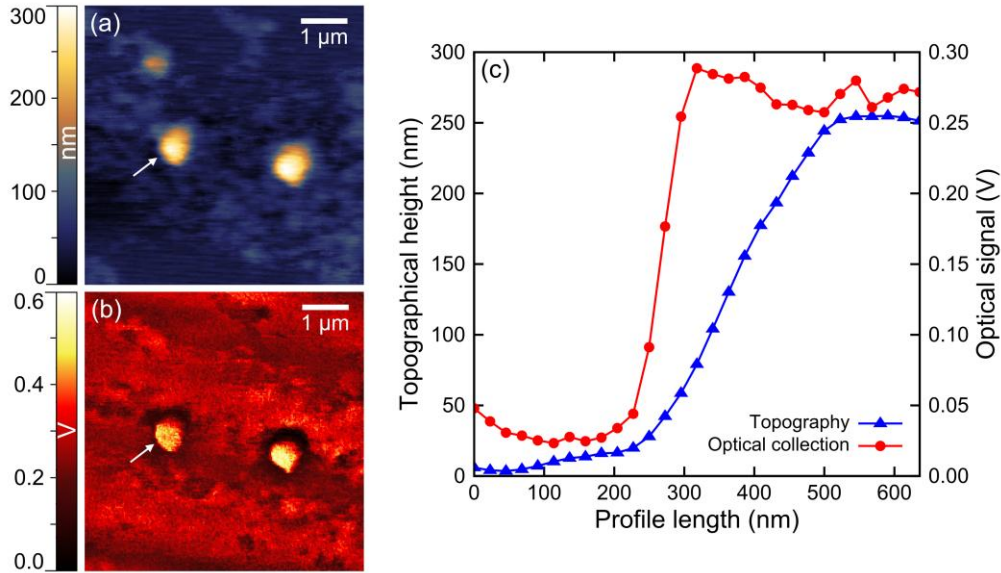 300
200
100
0
nm
(a)
1 μm
0.6
0.4
0.2
0.0
V
(b)
1 μm
(c)
300
250
200
150
100
50
0
Topographical height (nm)
0.30
0.25
0.20
0.15
0.10
0.05
0.00
Optical signal (V)
Topography
Optical collection
0 100 200 300 400 500 600
Profile length (nm)